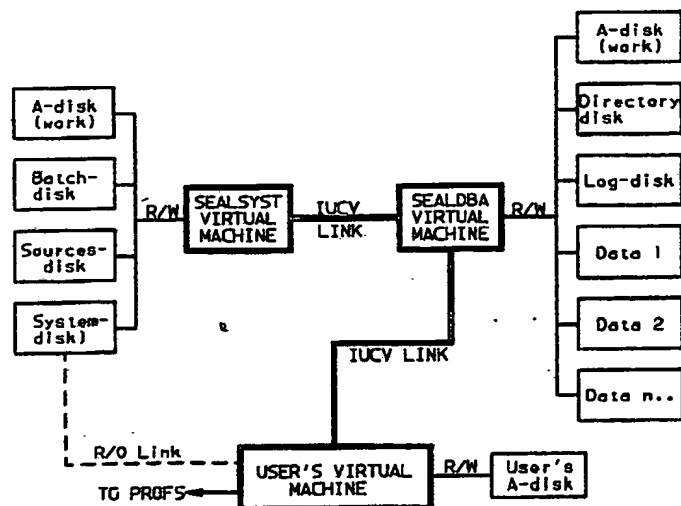 A-disk
(work)
A-disk
(work)
Directory
disk
Batch-
disk
Log-disk
R/W
SEALSYST
VIRTUAL
MACHINE
IUCV
LINK
SEALDBA
VIRTUAL
MACHINE
R/W
Sources-
disk
Data 1
System-
disk)
Data 2
IUCV LINK
Data n..
R/O Link
USER'S VIRTUAL
MACHINE
R/W
User's
A-disk
TO PROFS